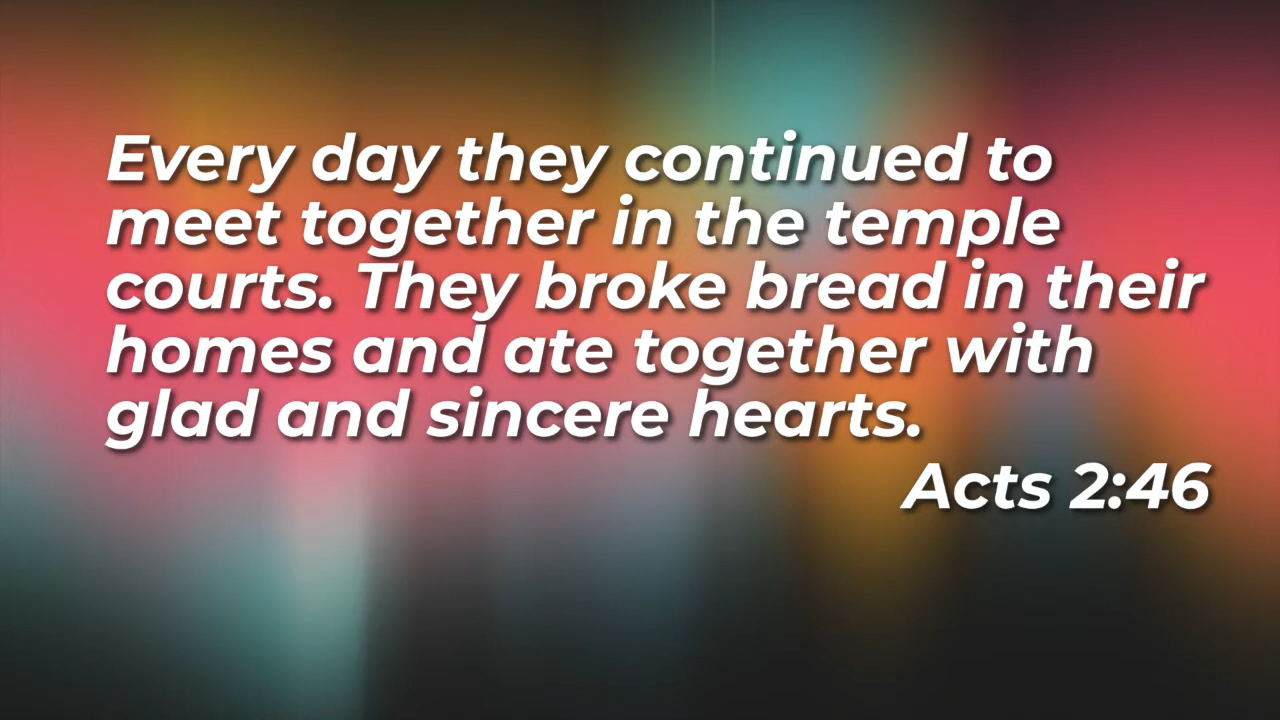 Every day they continued to
meet together in the temple
courts. They broke bread in their
homes and ate together with
glad and sincere hearts.
Acts 2:46